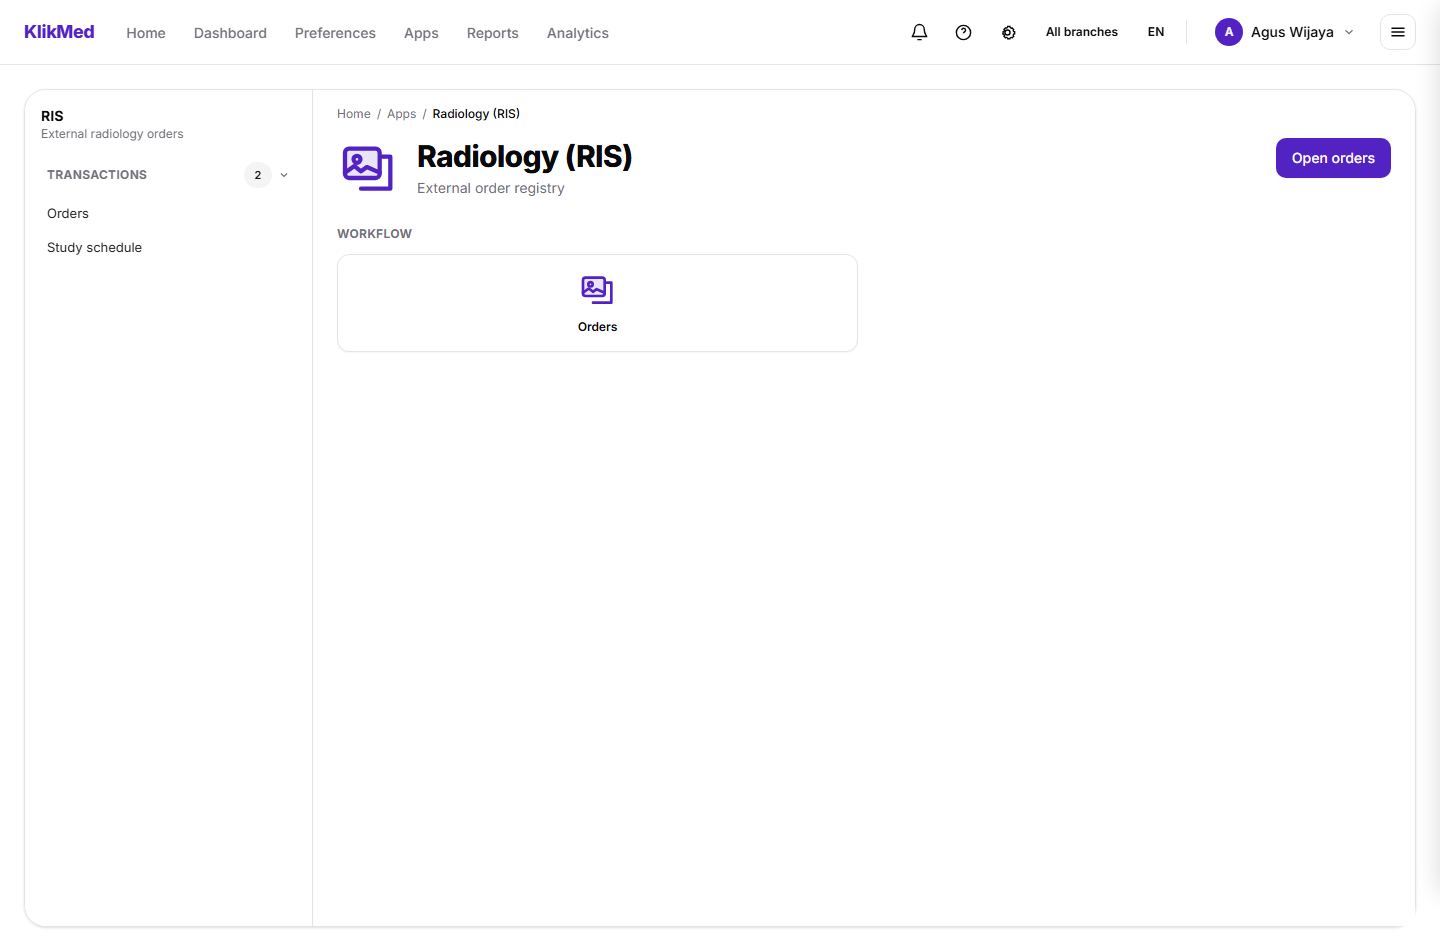 KlikMed
Home
Dashboard
Preferences
Apps
Reports
Analytics
All branches
EN
A
Agus Wijaya
RIS
External radiology orders
TRANSACTIONS
2
Orders
Study schedule
Home / Apps / Radiology (RIS)
Radiology (RIS)
External order registry
Open orders
WORKFLOW
Orders